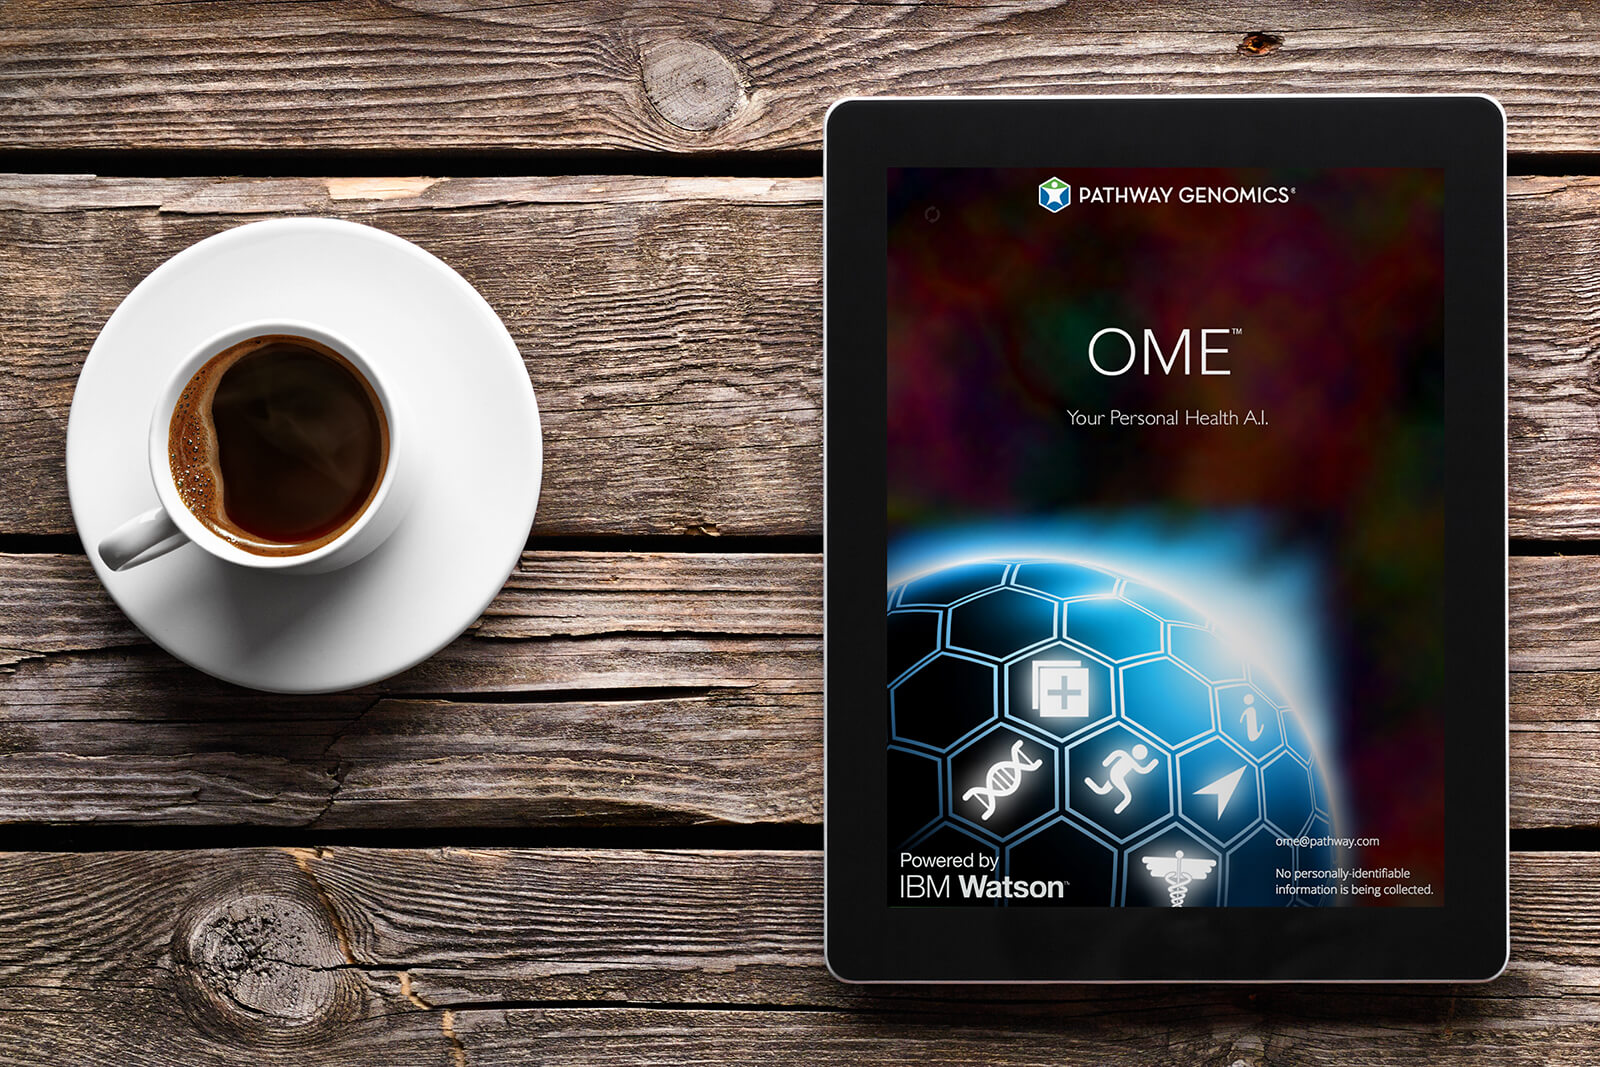 PATHWAY GENOMICS®
OME™
Your Personal Health A.I.
i
ome@pathway.com
Powered by
IBM Watson™
No personally-identifiable
information is being collected.